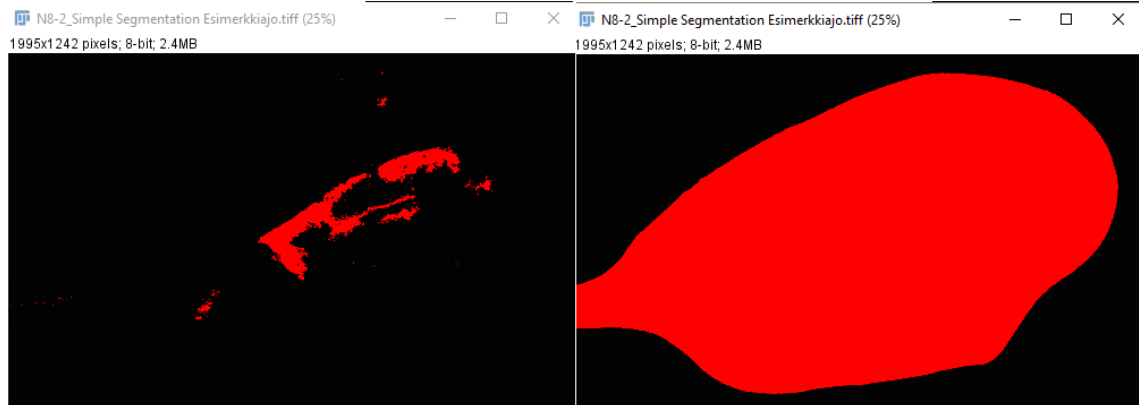 N8-2_Simple Segmentation Esimerkkiajo.tiff (25%)
1995x1242 pixels; 8-bit; 2.4MB
N8-2_Simple Segmentation Esimerkkiajo.tiff (25%)
1995x1242 pixels; 8-bit; 2.4MB